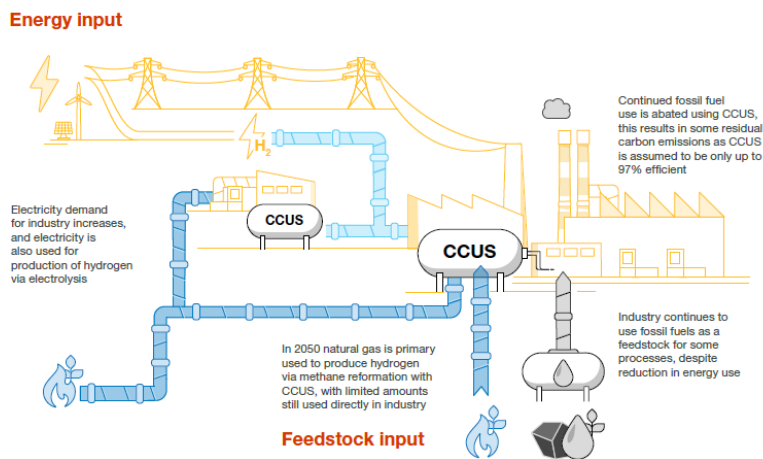 Energy input
Continued fossil fuel
use is abated using CCUS,
this results in some residual
carbon emissions as CCUS
is assumed to be only up to
97% efficient
H2
Electricity demand
for industry increases,
and electricity is
also used for
production of hydrogen
via electrolysis
CCUS
CCUS
Industry continues to
use fossil fuels as a
feedstock for some
processes, despite
reduction in energy use
In 2050 natural gas is primary
used to produce hydrogen
via methane reformation with
CCUS, with limited amounts
still used directly in industry
Feedstock input